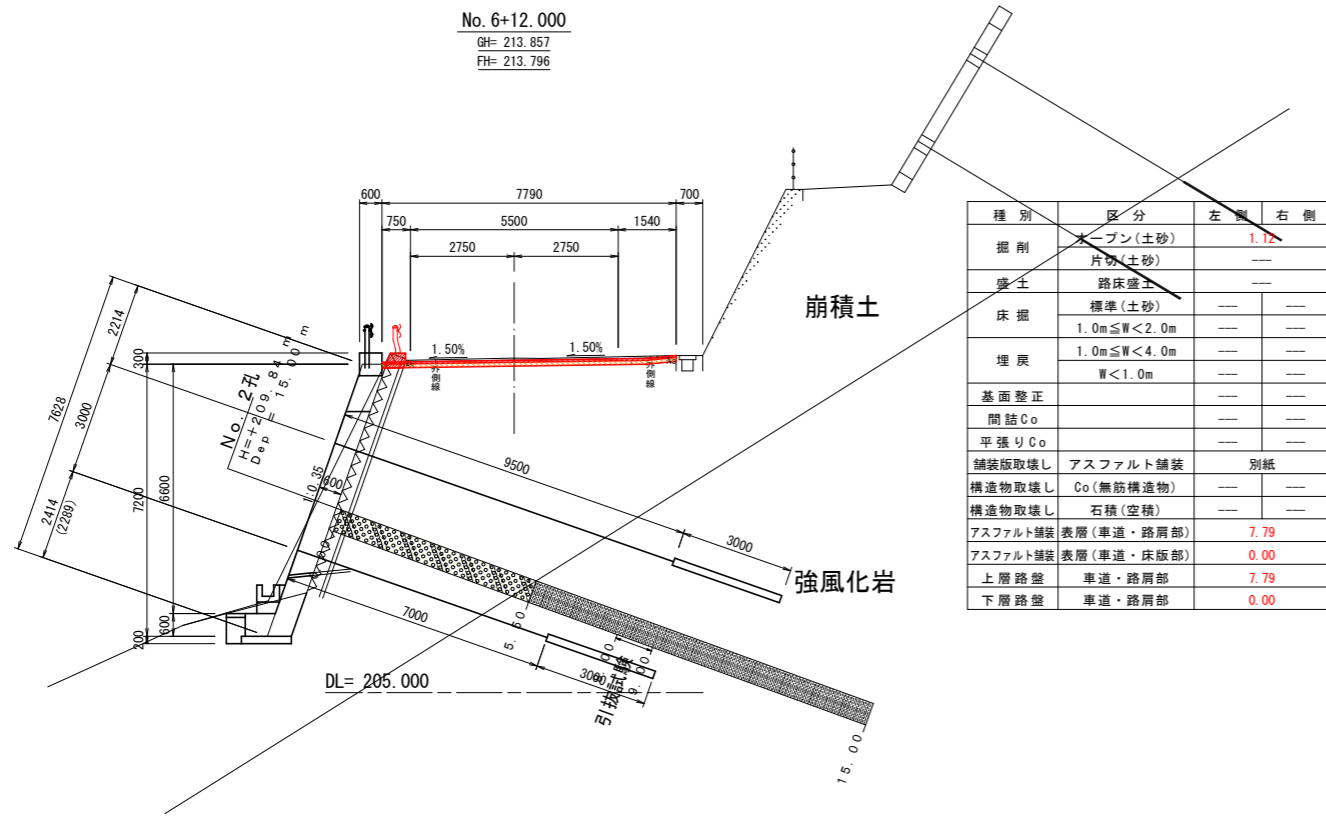 No.6+12.000
GH= 213.857
FH= 213.796
600
7790
700
750
5500
1540
2750
2750
1.50%
1.50%
外側線
外側線
崩積土
強風化岩
2214
300
7628
3000
7200
6600
2414
(2289)
600
200
No. 2孔
H=+209.84 m
Dep = 15.00 m
1:0.35
600
9500
3000
7000
3000
引抜試験
15.00
DL= 205.000
種 別 区 分 左 側 右 側
掘 削 オープン(土砂) 1.12
片切(土砂) ---
盛 土 路床盛土 ---
床 掘 標準(土砂) --- ---
1.0m≦W<2.0m --- ---
埋 戻 1.0m≦W<4.0m --- ---
W<1.0m --- ---
基面整正 --- ---
間詰Co --- ---
平張りCo --- ---
舗装版取壊し アスファルト舗装 別紙
構造物取壊し Co(無筋構造物) --- ---
構造物取壊し 石積(空積) --- ---
アスファルト舗装 表層(車道・路肩部) 7.79
アスファルト舗装 表層(車道・床版部) 0.00
上層路盤 車道・路肩部 7.79
下層路盤 車道・路肩部 0.00